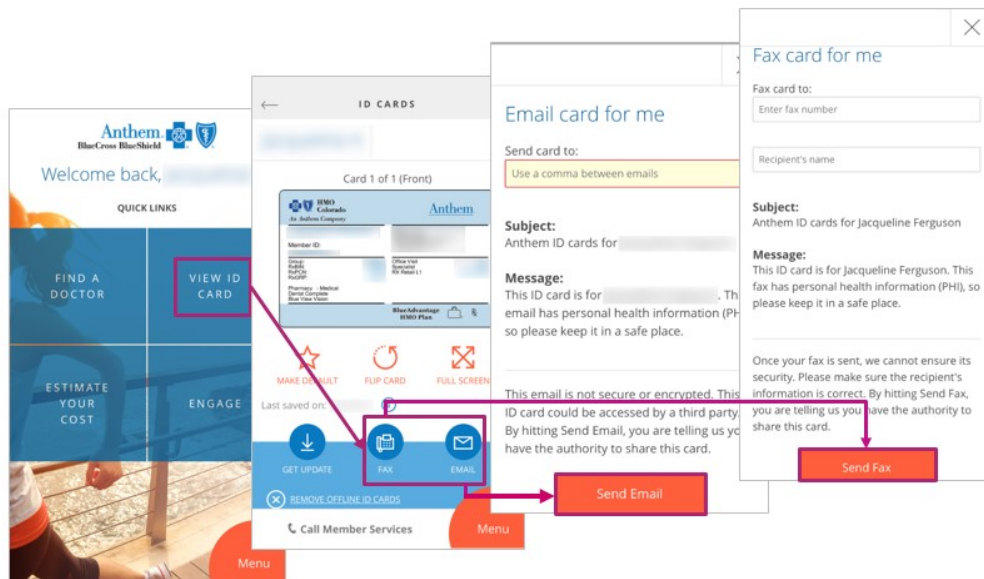 Anthem
BlueCross BlueShield
Welcome back,
QUICK LINKS
FIND A
DOCTOR
VIEW ID
CARD
ESTIMATE
YOUR
COST
ENGAGE
Menu
ID CARDS
Card 1 of 1 (Front)
HMO
Colorado
An Anthem Company
Anthem
Member ID:
Group:
RxBIN:
RxPCN:
RxGRP:
Office Visit
Specialist
RX Retail L1
Pharmacy - Medical
Dental Complete
Blue View Vision
BlueAdvantage
HMO Plan
MAKE DEFAULT
FLIP CARD
FULL SCREEN
Last saved on:
GET UPDATE
FAX
EMAIL
REMOVE OFFLINE ID CARDS
Call Member Services
Menu
Email card for me
Send card to:
Use a comma between emails
Subject:
Anthem ID cards for
Message:
This ID card is for . Th
email has personal health information (PH
so please keep it in a safe place.
This email is not secure or encrypted. This
ID card could be accessed by a third party.
By hitting Send Email, you are telling us yo
have the authority to share this card.
Send Email
Fax card for me
Fax card to:
Enter fax number
Recipient's name
Subject:
Anthem ID cards for Jacqueline Ferguson
Message:
This ID card is for Jacqueline Ferguson. This
fax has personal health information (PHI), so
please keep it in a safe place.
Once your fax is sent, we cannot ensure its
security. Please make sure the recipient's
information is correct. By hitting Send Fax,
you are telling us you have the authority to
share this card.
Send Fax